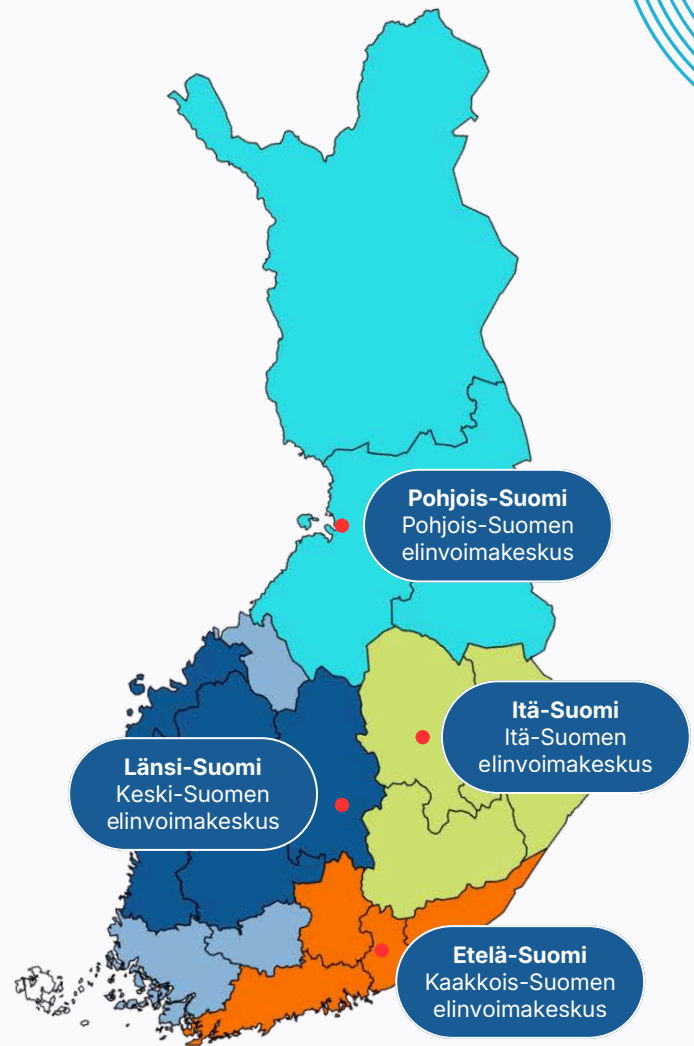 Pohjois-Suomi
Pohjois-Suomen
elinvoimakeskus
Itä-Suomi
Itä-Suomen
elinvoimakeskus
Länsi-Suomi
Keski-Suomen
elinvoimakeskus
Etelä-Suomi
Kaakkois-Suomen
elinvoimakeskus